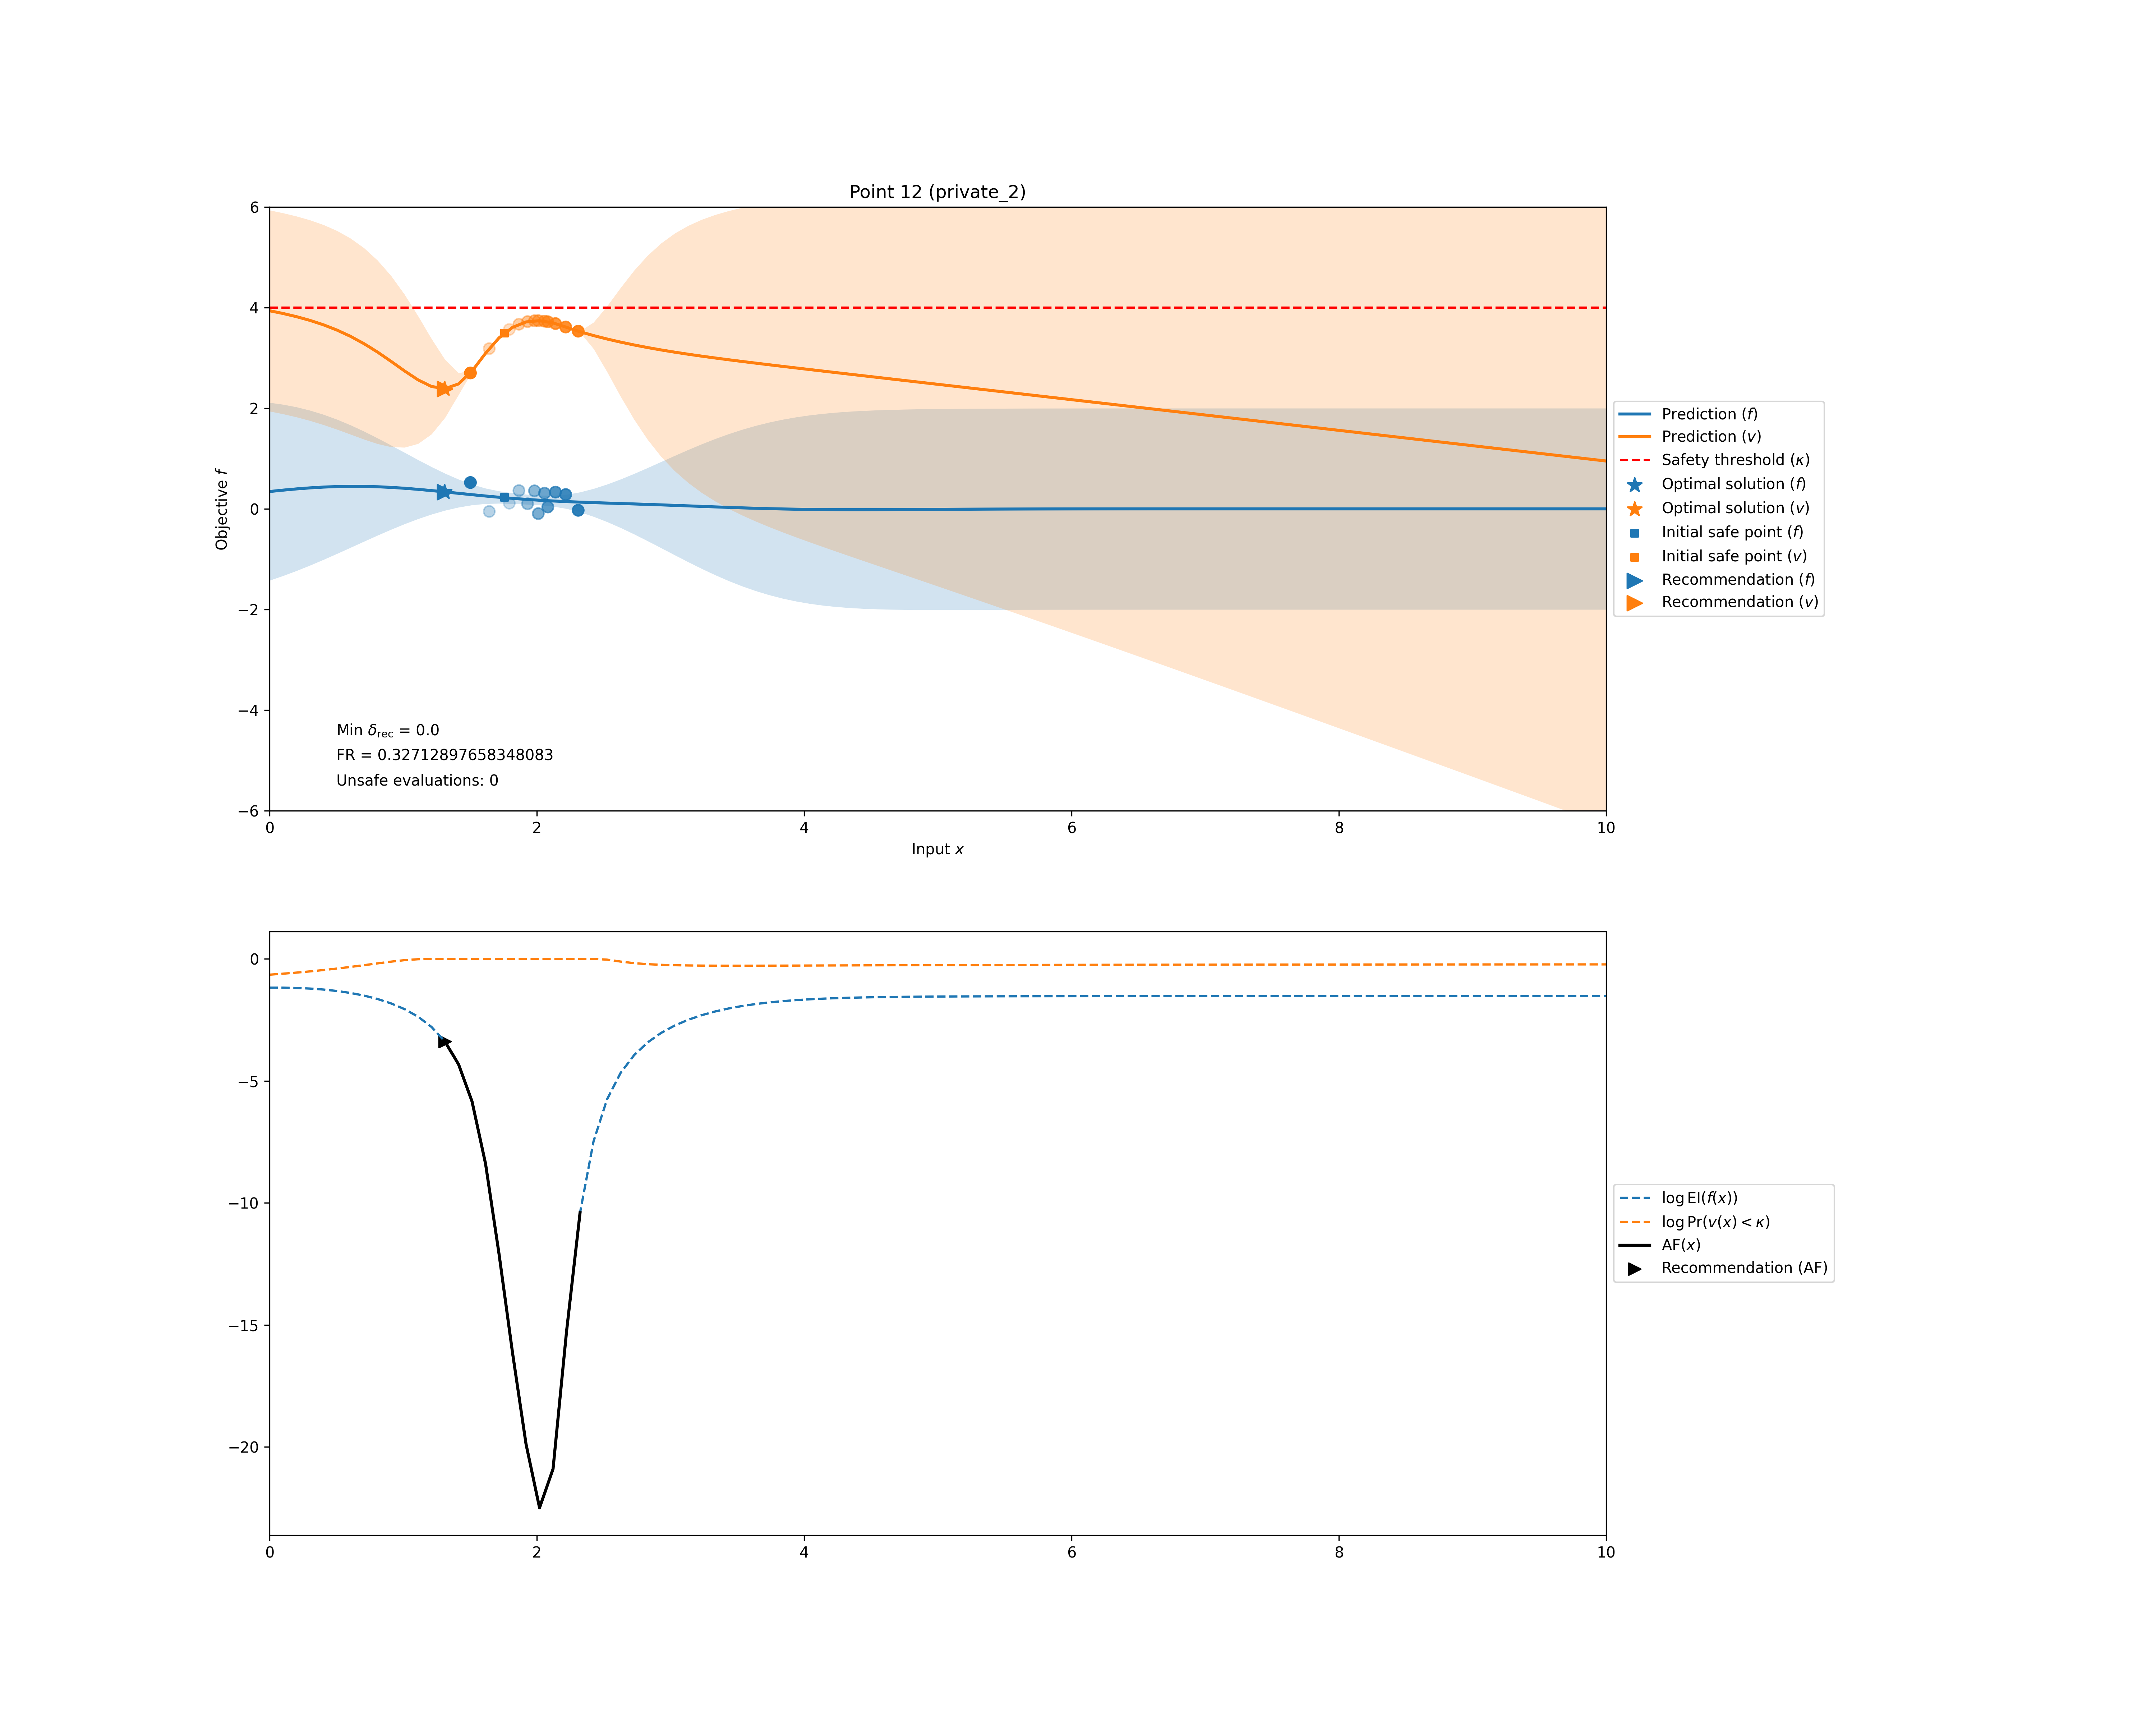 Point 12 (private_2)
6
4
2
0
−2
−4
−6
Objective f
Min δrec = 0.0
FR = 0.32712897658348083
Unsafe evaluations: 0
0 2 4 6 8 10
Input x
Prediction (f)
Prediction (v)
Safety threshold (κ)
Optimal solution (f)
Optimal solution (v)
Initial safe point (f)
Initial safe point (v)
Recommendation (f)
Recommendation (v)
0
−5
−10
−15
−20
0 2 4 6 8 10
log EI(f(x))
log Pr(v(x) < κ)
AF(x)
Recommendation (AF)